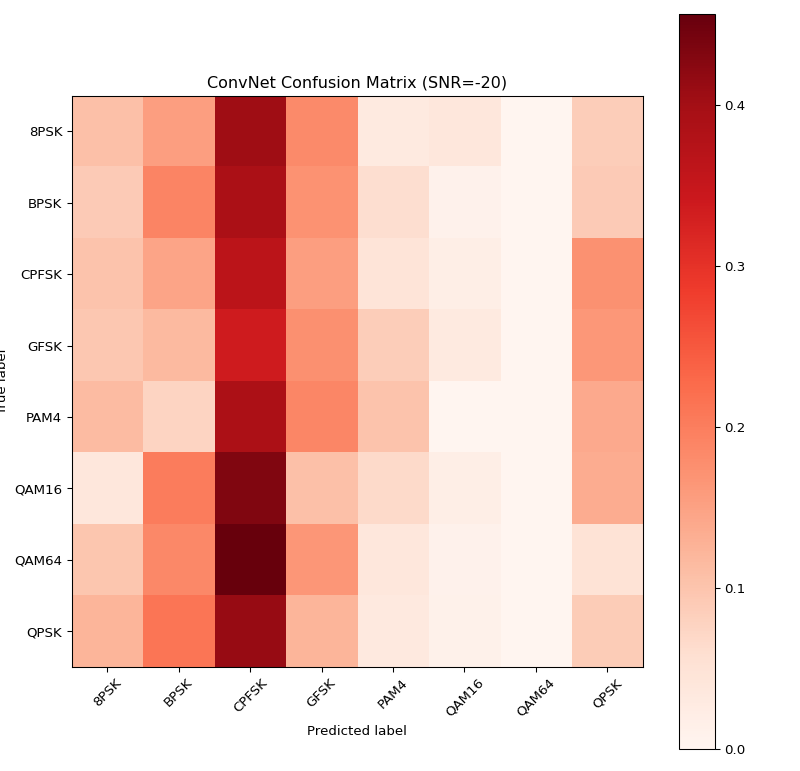 ConvNet Confusion Matrix (SNR=-20)
8PSK
BPSK
CPFSK
GFSK
PAM4
QAM16
QAM64
QPSK
label
8PSK
BPSK
CPFSK
GFSK
PAM4
QAM16
QAM64
QPSK
Predicted label
0.4
0.3
0.2
0.1
0.0